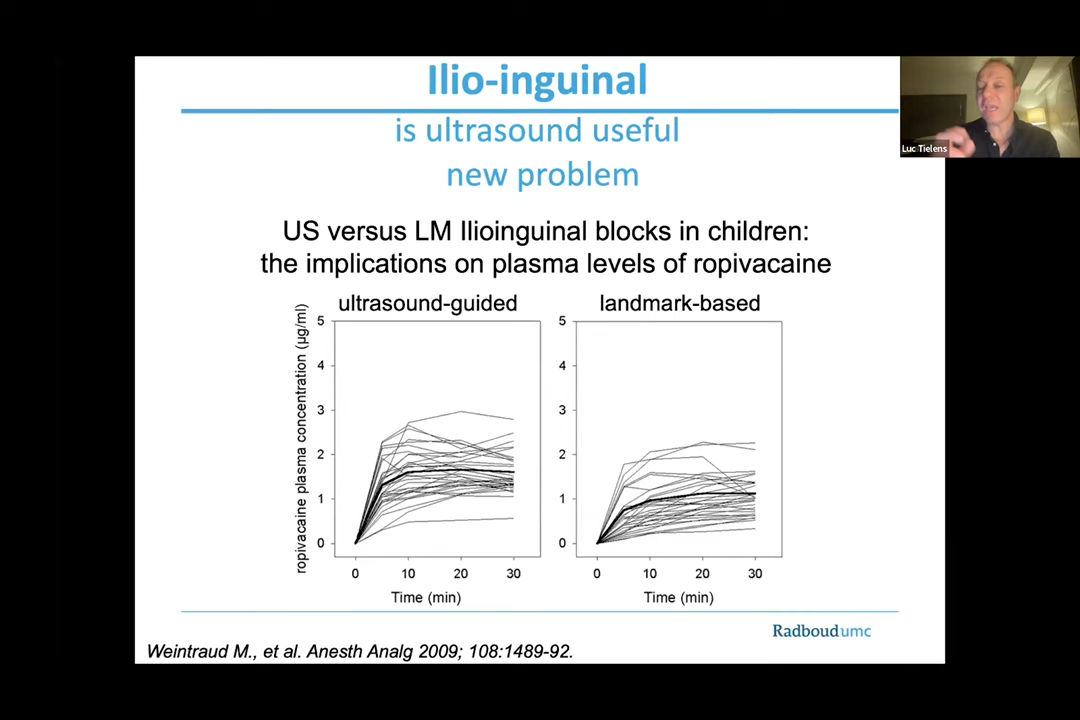 Ilio-inguinal
is ultrasound useful
new problem
Luc Tielens
US versus LM Ilioinguinal blocks in children:
the implications on plasma levels of ropivacaine
ultrasound-guided
landmark-based
ropivacaine plasma concentration (µg/ml)
5
4
3
2
1
0
0 10 20 30
Time (min)
5
4
3
2
1
0
0 10 20 30
Time (min)
Radboudumc
Weintraud M., et al. Anesth Analg 2009; 108:1489-92.